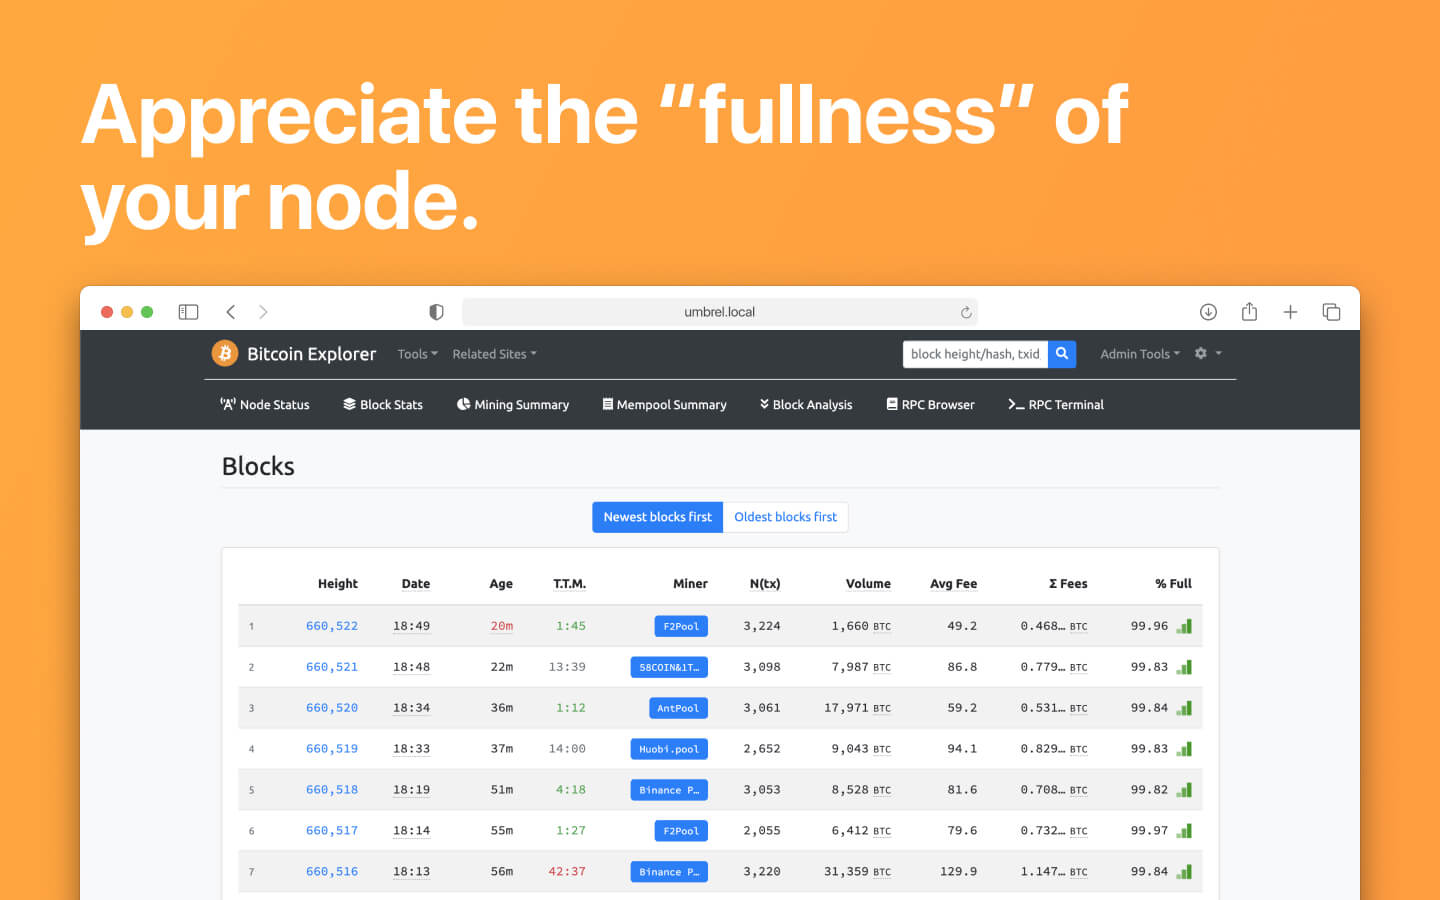 Appreciate the “fullness” of
your node.
umbrel.local
Bitcoin Explorer Tools Related Sites block height/hash, txid Admin Tools
Node Status Block Stats Mining Summary Mempool Summary Block Analysis RPC Browser RPC Terminal
Blocks
Newest blocks first Oldest blocks first
Height Date Age T.T.M. Miner N(tx) Volume Avg Fee Σ Fees % Full
1 660,522 18:49 20m 1:45 F2Pool 3,224 1,660 BTC 49.2 0.468… BTC 99.96
2 660,521 18:48 22m 13:39 58COIN&1T… 3,098 7,987 BTC 86.8 0.779… BTC 99.83
3 660,520 18:34 36m 1:12 AntPool 3,061 17,971 BTC 59.2 0.531… BTC 99.84
4 660,519 18:33 37m 14:00 Huobi.pool 2,652 9,043 BTC 94.1 0.829… BTC 99.83
5 660,518 18:19 51m 4:18 Binance P… 3,053 8,528 BTC 81.6 0.708… BTC 99.82
6 660,517 18:14 55m 1:27 F2Pool 2,055 6,412 BTC 79.6 0.732… BTC 99.97
7 660,516 18:13 56m 42:37 Binance P… 3,220 31,359 BTC 129.9 1.147… BTC 99.84